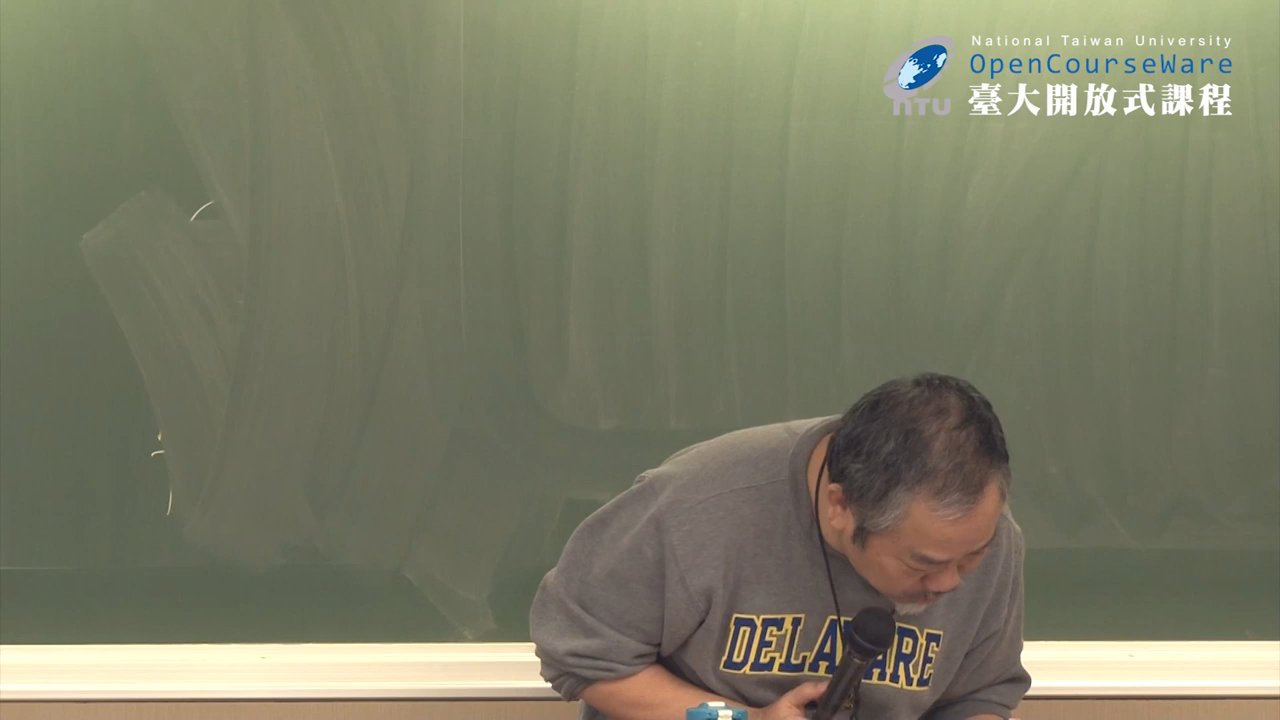 National Taiwan University
OpenCourseWare
NTU
臺大開放式課程
DELAWARE